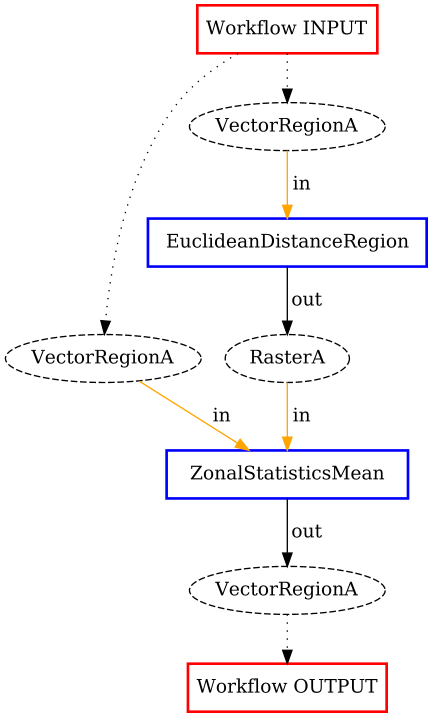 Workflow INPUT
VectorRegionA
in
EuclideanDistanceRegion
out
VectorRegionA
RasterA
in
in
ZonalStatisticsMean
out
VectorRegionA
Workflow OUTPUT